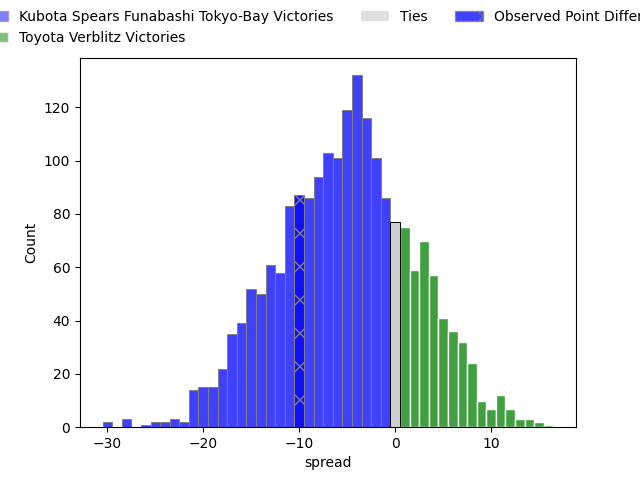 Kubota Spears Funabashi Tokyo-Bay Victories Ties Observed Point Differ
Toyota Verblitz Victories
120
100
80
60
40
20
0
Count
−30 −20 −10 0 10
spread